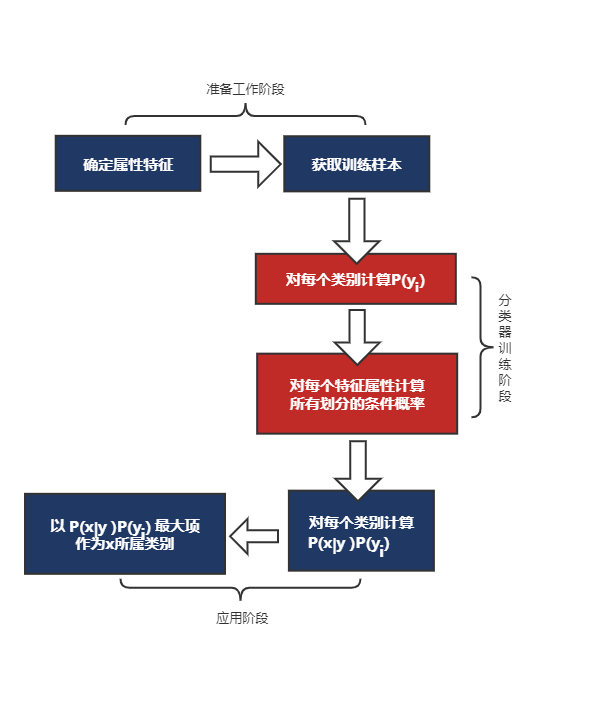 准备工作阶段
确定属性特征
获取训练样本
对每个类别计算P(yi)
对每个特征属性计算
所有划分的条件概率
分类器训练阶段
对每个类别计算
P(x|y )P(yi)
以 P(x|y )P(yi) 最大项
作为x所属类别
应用阶段